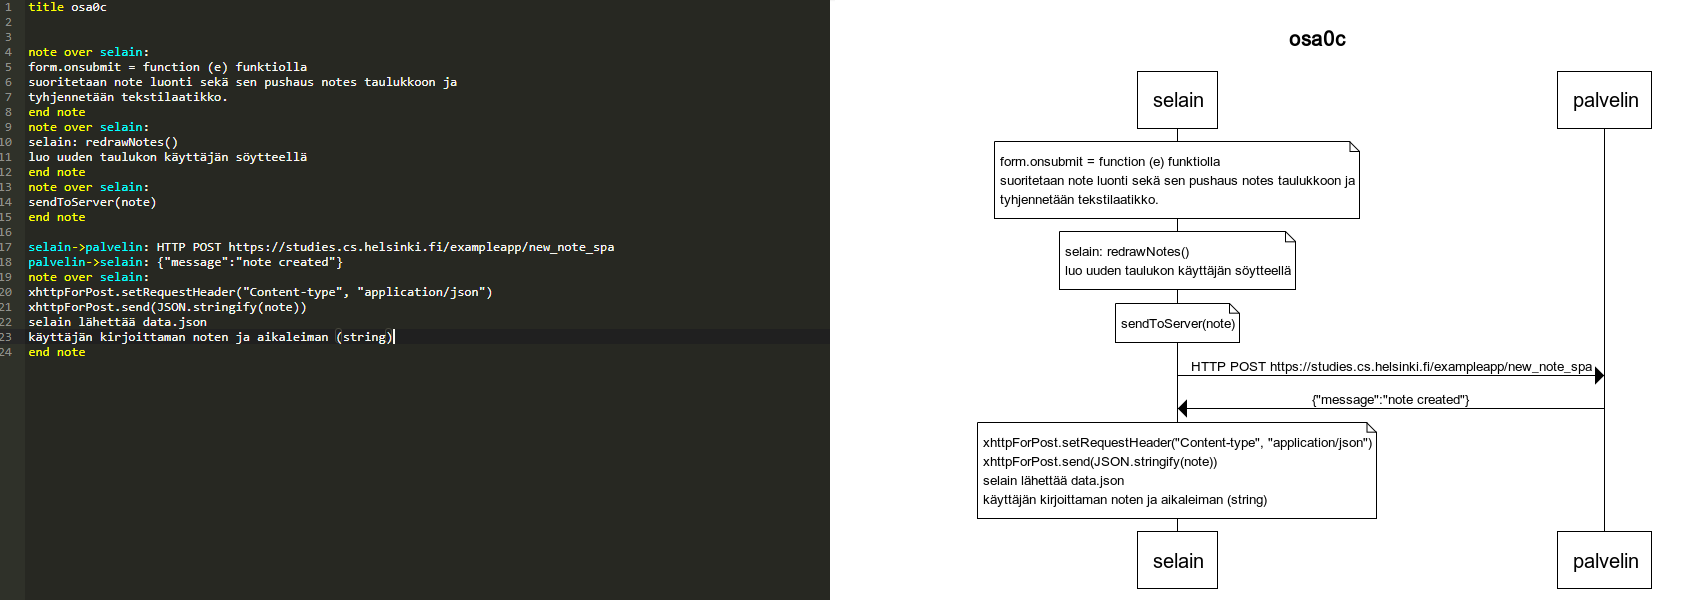 1 title osa0c
2
3
4 note over selain:
5 form.onsubmit = function (e) funktiolla
6 suoritetaan note luonti sekä sen pushaus notes taulukkoon ja
7 tyhjennetään tekstilaatikko.
8 end note
9 note over selain:
10 selain: redrawNotes()
11 luo uuden taulukon käyttäjän söytteellä
12 end note
13 note over selain:
14 sendToServer(note)
15 end note
16
17 selain->palvelin: HTTP POST https://studies.cs.helsinki.fi/exampleapp/new_note_spa
18 palvelin->selain: {"message":"note created"}
19 note over selain:
20 xhttpForPost.setRequestHeader("Content-type", "application/json")
21 xhttpForPost.send(JSON.stringify(note))
22 selain lähettää data.json
23 käyttäjän kirjoittaman noten ja aikaleiman (string)
24 end note
osa0c
selain palvelin
form.onsubmit = function (e) funktiolla
suoritetaan note luonti sekä sen pushaus notes taulukkoon ja
tyhjennetään tekstilaatikko.
selain: redrawNotes()
luo uuden taulukon käyttäjän söytteellä
sendToServer(note)
HTTP POST https://studies.cs.helsinki.fi/exampleapp/new_note_spa
{"message":"note created"}
xhttpForPost.setRequestHeader("Content-type", "application/json")
xhttpForPost.send(JSON.stringify(note))
selain lähettää data.json
käyttäjän kirjoittaman noten ja aikaleiman (string)
selain palvelin